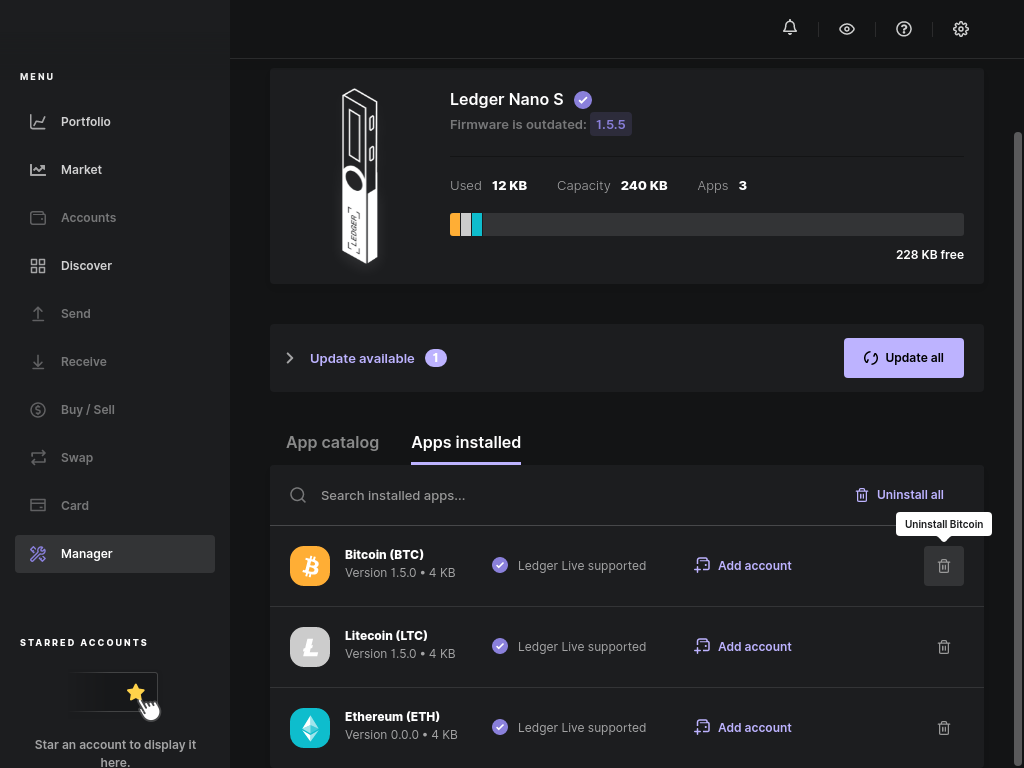 MENU
Portfolio
Market
Accounts
Discover
Send
Receive
Buy / Sell
Swap
Card
Manager
STARRED ACCOUNTS
Star an account to display it
here.
LEDGER
Ledger Nano S
Firmware is outdated: 1.5.5
Used 12 KB Capacity 240 KB Apps 3
228 KB free
Update available 1
Update all
App catalog Apps installed
Search installed apps...
Uninstall all
Uninstall Bitcoin
Bitcoin (BTC)
Version 1.5.0 • 4 KB
Ledger Live supported
Add account
Litecoin (LTC)
Version 1.5.0 • 4 KB
Ledger Live supported
Add account
Ethereum (ETH)
Version 0.0.0 • 4 KB
Ledger Live supported
Add account